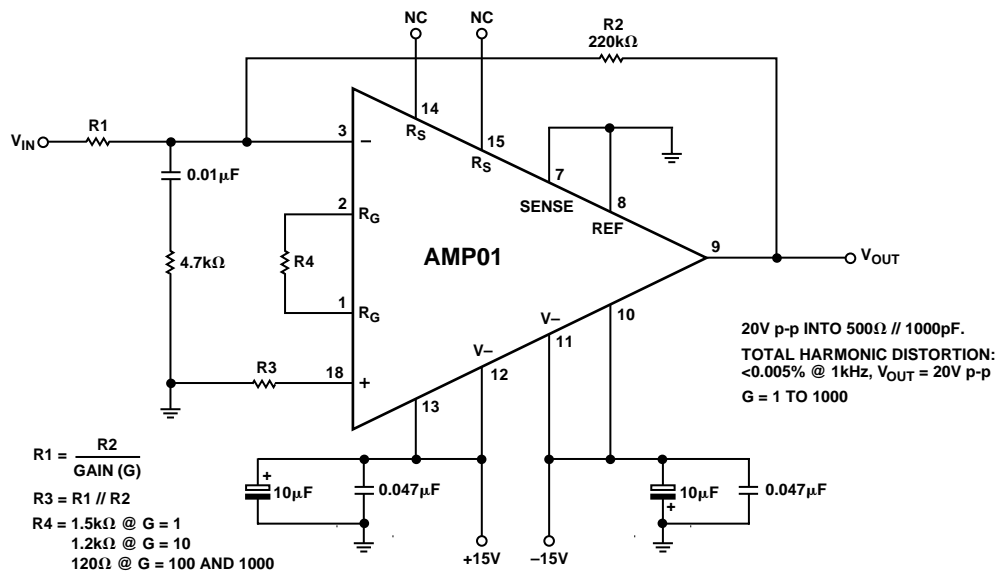 NC
NC
R2
220kΩ
VIN
R1
3
–
14
RS
15
RS
7
SENSE
8
REF
0.01μF
2
RG
4.7kΩ
R4
AMP01
9
VOUT
1
RG
R3
18
+
V–
12
V–
11
10
13
20V p-p INTO 500Ω // 1000pF.
TOTAL HARMONIC DISTORTION:
<0.005% @ 1kHz, VOUT = 20V p-p
G = 1 TO 1000
R1 = R2
GAIN (G)
R3 = R1 // R2
R4 = 1.5kΩ @ G = 1
1.2kΩ @ G = 10
120Ω @ G = 100 AND 1000
+
10μF
0.047μF
10μF
+
0.047μF
+15V
–15V